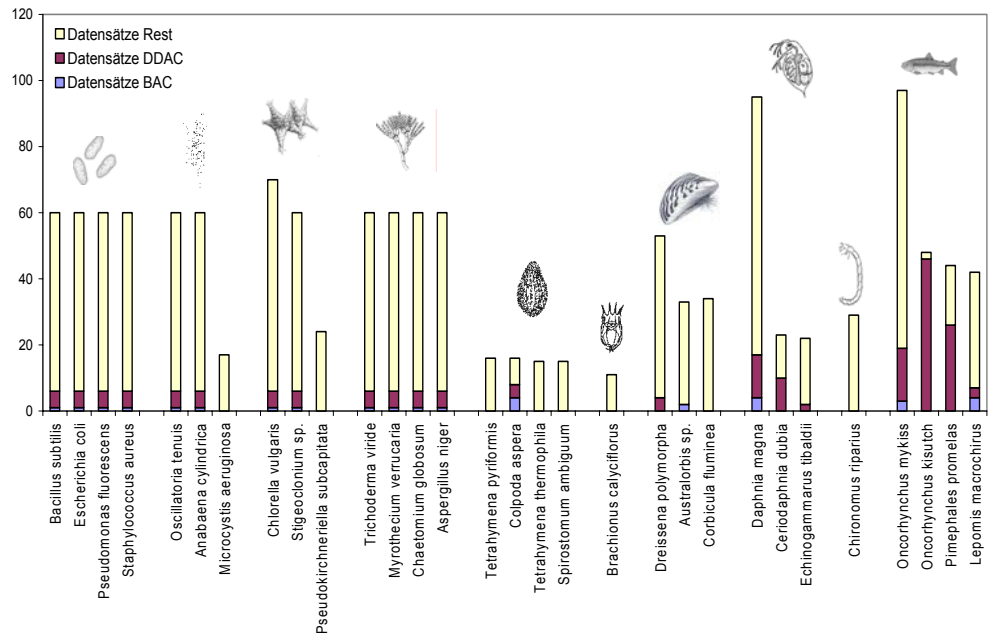 120
100
80
60
40
20
0
Datensätze Rest
Datensätze DDAC
Datensätze BAC
Bacillus subtilis
Escherichia coli
Pseudomonas fluorescens
Staphylococcus aureus
Oscillatoria tenuis
Anabaena cylindrica
Microcystis aeruginosa
Chlorella vulgaris
Stigeoclonium sp.
Pseudokirchneriella subcapitata
Trichoderma viride
Myrothecium verrucaria
Chaetomium globosum
Aspergillus niger
Tetrahymena pyriformis
Colpoda aspera
Tetrahymena thermophila
Spirostomum ambiguum
Brachionus calyciflorus
Dreissena polymorpha
Australorbis sp.
Corbicula fluminea
Daphnia magna
Ceriodaphnia dubia
Echinogammarus tibaldii
Chironomus riparius
Oncorhynchus mykiss
Oncorhynchus kisutch
Pimephales promelas
Lepomis macrochirus